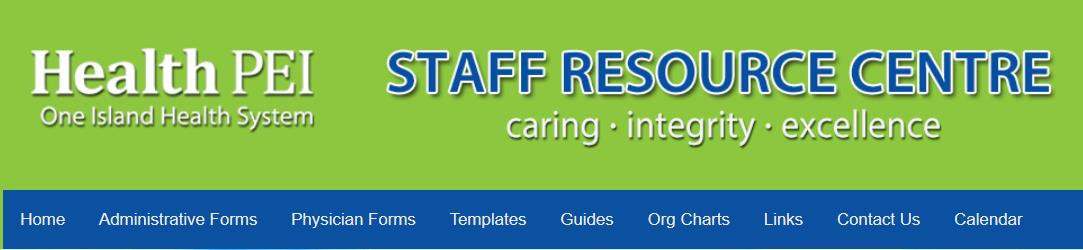 Health PEI
One Island Health System
STAFF RESOURCE CENTRE
caring · integrity · excellence
Home Administrative Forms Physician Forms Templates Guides Org Charts Links Contact Us Calendar